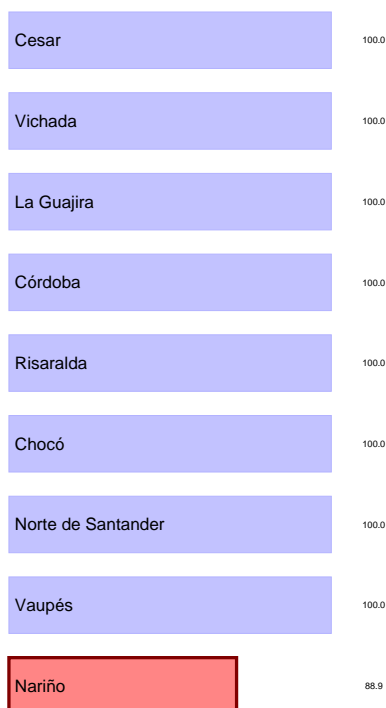 Cesar 100.0
Vichada 100.0
La Guajira 100.0
Córdoba 100.0
Risaralda 100.0
Chocó 100.0
Norte de Santander 100.0
Vaupés 100.0
Nariño 88.9